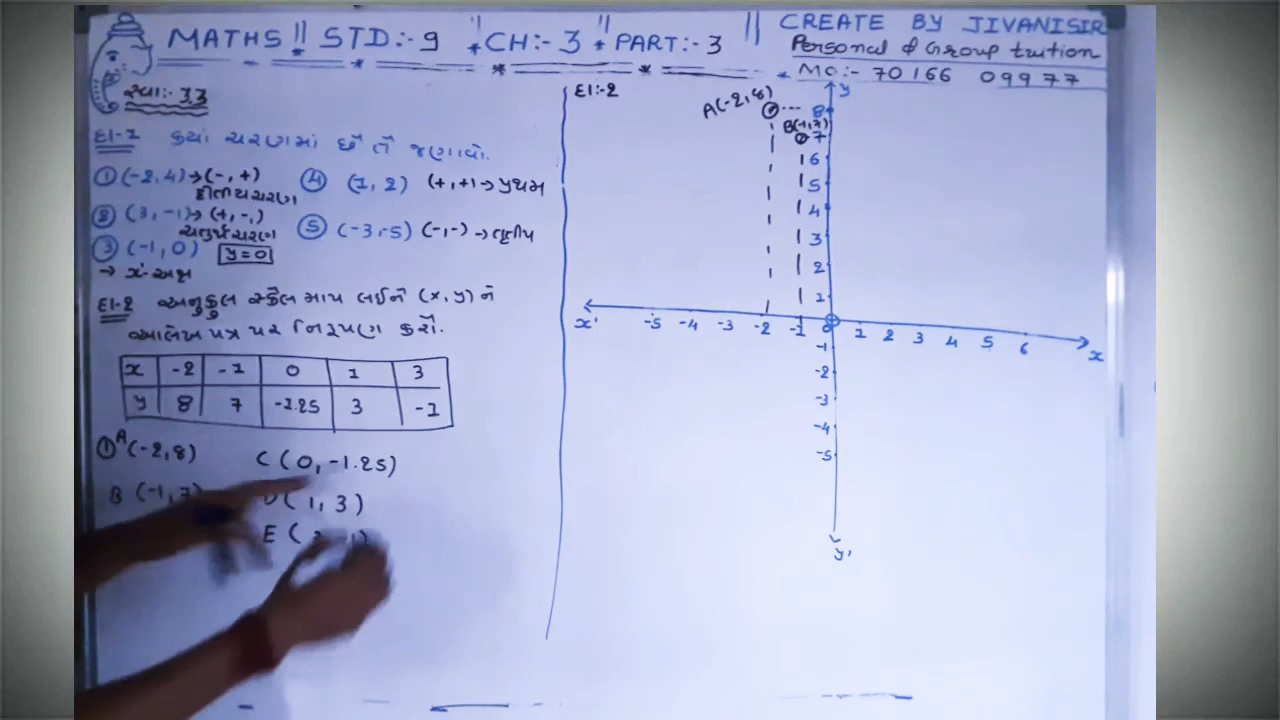 MATHS || STD:- 9 * CH:- 3 * PART:- 3
|| CREATE BY JIVANISIR
Personal & Group tuition
Mo:- 70166 09977
સ્વા:- 3.3
દા-1 કયાં ચરણમાં છે તે જણાવો.
① (-2, 4) → (-, +)
દ્વીતીય ચરણ
② (3, -1) → (+, -)
ચતુર્થ ચરણ
③ (-1, 0) y = 0
→ x-અક્ષ
④ (1, 2) (+, +) → પ્રથમ
⑤ (-3, -5) (-, -) → તૃતીય
દા-2 અનુકુલ સ્કેલ માપ લઈને (x, y) ને
આલેખ પત્ર પર નિરૂપણ કરો.
x -2 -1 0 1 3
y 8 7 -1.25 3 -1
① A (-2, 8)
B (-1, 7)
C (0, -1.25)
D (1, 3)
E (
દા:-2
A (-2, 8)
B (-1, 7)
y
8
7
6
5
4
3
2
1
x' -5 -4 -3 -2 -1 0 1 2 3 4 5 6 x
-1
-2
-3
-4
-5
y'